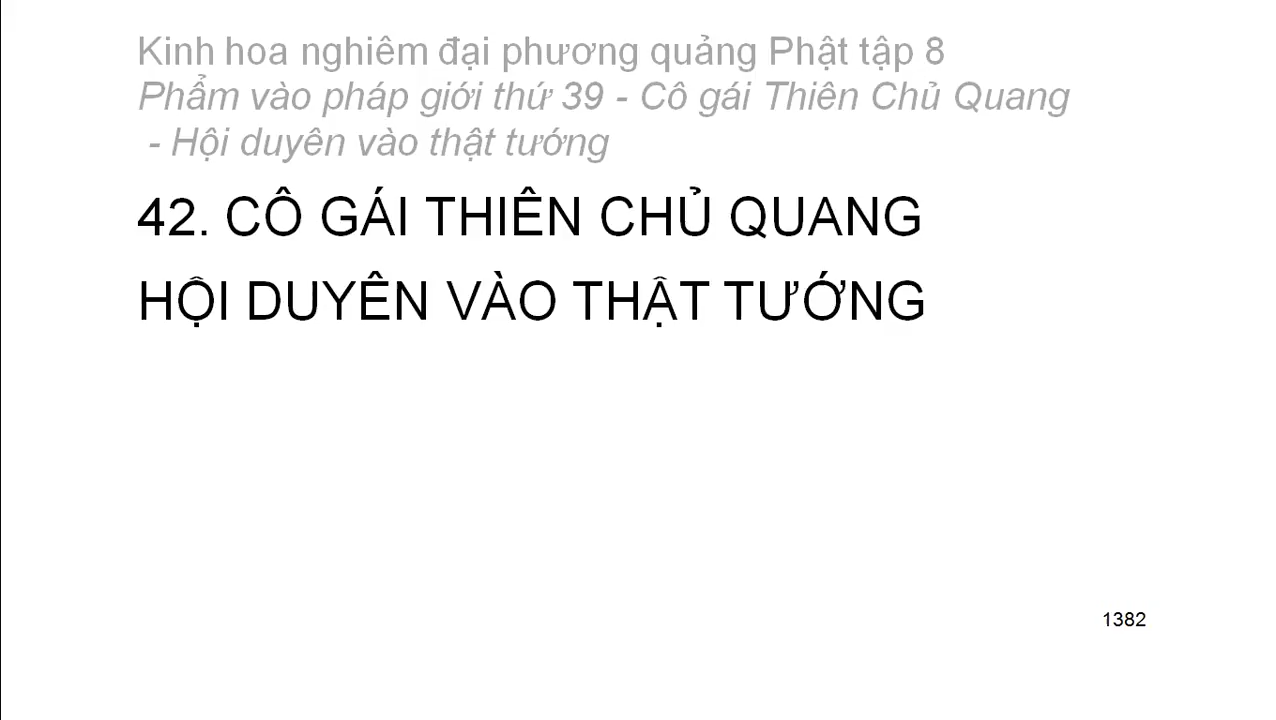 Kinh hoa nghiêm đại phương quảng Phật tập 8
Phẩm vào pháp giới thứ 39 - Cô gái Thiên Chủ Quang
- Hội duyên vào thật tướng
42. CÔ GÁI THIÊN CHỦ QUANG
HỘI DUYÊN VÀO THẬT TƯỚNG
1382